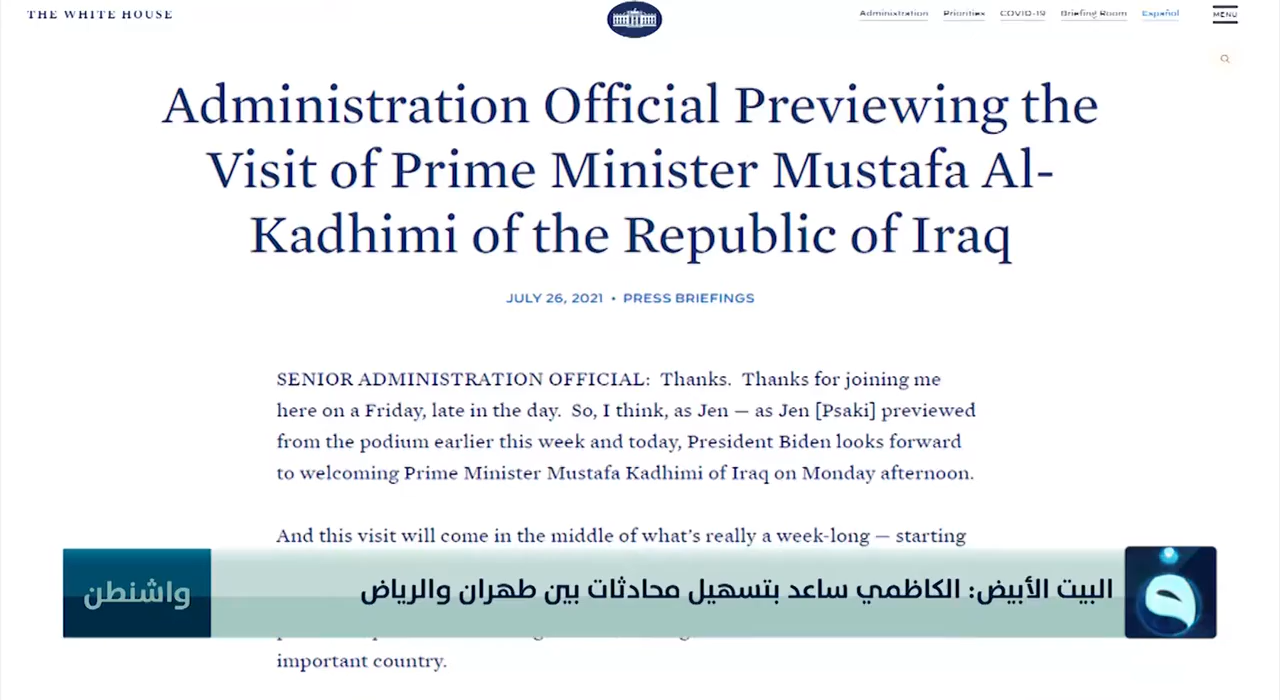 THE WHITE HOUSE
Administration Priorities COVID-19 Briefing Room Español MENU
Administration Official Previewing the
Visit of Prime Minister Mustafa Al-
Kadhimi of the Republic of Iraq
JULY 26, 2021 • PRESS BRIEFINGS
SENIOR ADMINISTRATION OFFICIAL: Thanks. Thanks for joining me
here on a Friday, late in the day. So, I think, as Jen — as Jen [Psaki] previewed
from the podium earlier this week and today, President Biden looks forward
to welcoming Prime Minister Mustafa Kadhimi of Iraq on Monday afternoon.
And this visit will come in the middle of what's really a week-long — starting
البيت الأبيض: الكاظمي ساعد بتسهيل محادثات بين طهران والرياض
واشنطن
important country.